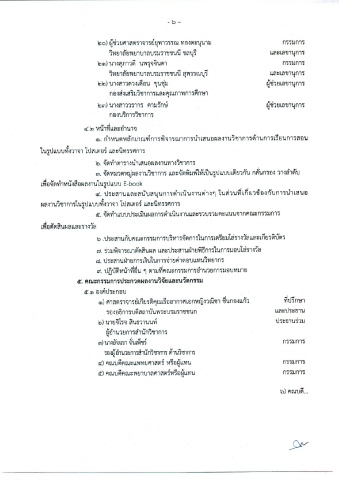 - ๖ -
๒๐) ผู้ช่วยศาสตราจารย์ยุพาวรรณ ทองตะนุนาม กรรมการ
วิทยาลัยพยาบาลบรมราชชนนี ชลบุรี และเลขานุการ
๒๑) นางสุภาวดี นพรุจจินดา กรรมการ
วิทยาลัยพยาบาลบรมราชชนนี สุพรรณบุรี และเลขานุการ
๒๒) นางสาวดวงเดือน ขุนชุ่ม ผู้ช่วยเลขานุการ
กองส่งเสริมวิชาการและคุณภาพการศึกษา
๒๓) นางสาววรากร คามรักษ์ ผู้ช่วยเลขานุการ
กองบริการวิชาการ
๔.๒ หน้าที่และอำนาจ
๑. กำหนดหลักเกณฑ์การพิจารณาการนำเสนอผลงานวิชาการด้านการเรียนการสอน
ในรูปแบบทั้งวาจา โปสเตอร์ และนิทรรศการ
๒. จัดทำตารางนำเสนอผลงานทางวิชาการ
๓. จัดหมวดหมู่ผลงานวิชาการ และจัดพิมพ์ให้เป็นรูปแบบเดียวกัน กลั่นกรอง วางลำดับ
เพื่อจัดทำหนังสือผลงานในรูปแบบ E-book
๔. ประสานและสนับสนุนการดำเนินงานต่างๆ ในส่วนที่เกี่ยวข้องกับการนำเสนอ
ผลงานวิชาการในรูปแบบทั้งวาจา โปสเตอร์ และนิทรรศการ
๕. จัดทำแบบประเมินผลการดำเนินงานและรวบรวมคะแนนจากคณะกรรมการ
เพื่อตัดสินผลและรางวัล
๖. ประสานกับคณะกรรมการบริหารจัดการในการเตรียมโล่รางวัลและเกียรติบัตร
๗. ร่วมพิจารณาตัดสินผล และประสานฝ่ายพิธีการในการมอบโล่รางวัล
๘. ประสานฝ่ายการเงินในการจ่ายค่าตอบแทนวิทยากร
๙. ปฏิบัติหน้าที่อื่น ๆ ตามที่คณะกรรมการอำนวยการมอบหมาย
๕. คณะกรรมการประกวดผลงานวิจัยและนวัตกรรม
๕.๑ องค์ประกอบ
๑) ศาสตราจารย์เกียรติคุณเรืออากาศเอกหญิงวณิชา ชื่นกองแก้ว ที่ปรึกษา
รองอธิการบดีสถาบันพระบรมราชชนก และประธาน
๒) นายจิโรจ สินธวานนท์ ประธานร่วม
ผู้อำนวยการสำนักวิชาการ
๓) กรรมการ
รองผู้อำนวยการสำนักวิชาการ ด้านวิชาการ
๔) คณบดีคณะแพทยศาสตร์ หรือผู้แทน กรรมการ
๕) คณบดีคณะพยาบาลศาสตร์หรือผู้แทน กรรมการ
๖) คณบดี...